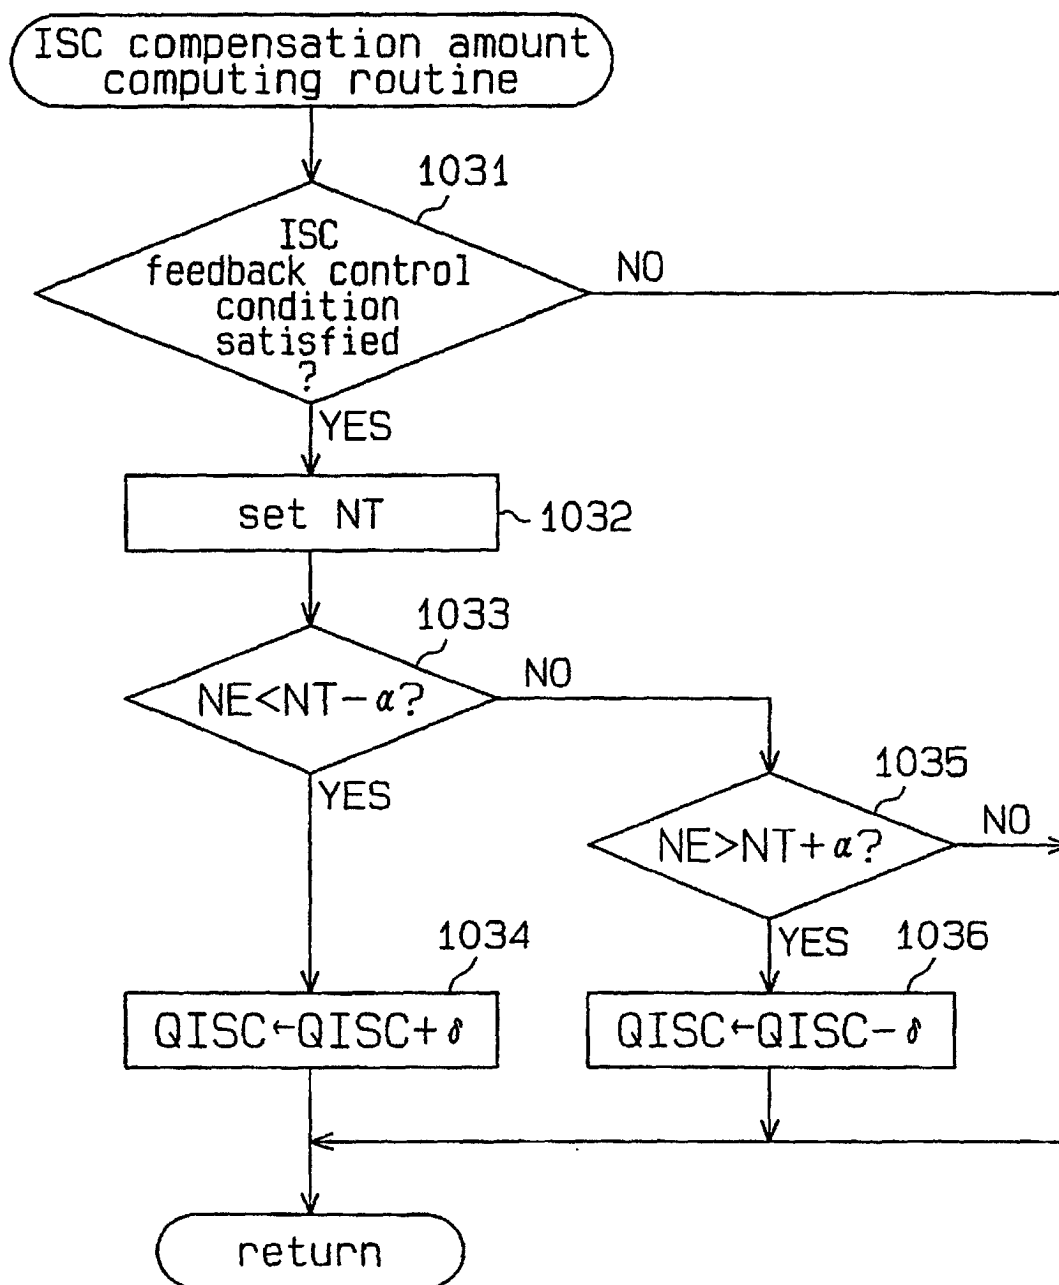 ISC compensation amount
computing routine
1031
ISC
feedback control
condition
satisfied
?
NO
YES
set NT
1032
1033
NE<NT-α?
NO
YES
1035
NE>NT+α?
NO
YES
1034
QISC←QISC+δ
1036
QISC←QISC-δ
return